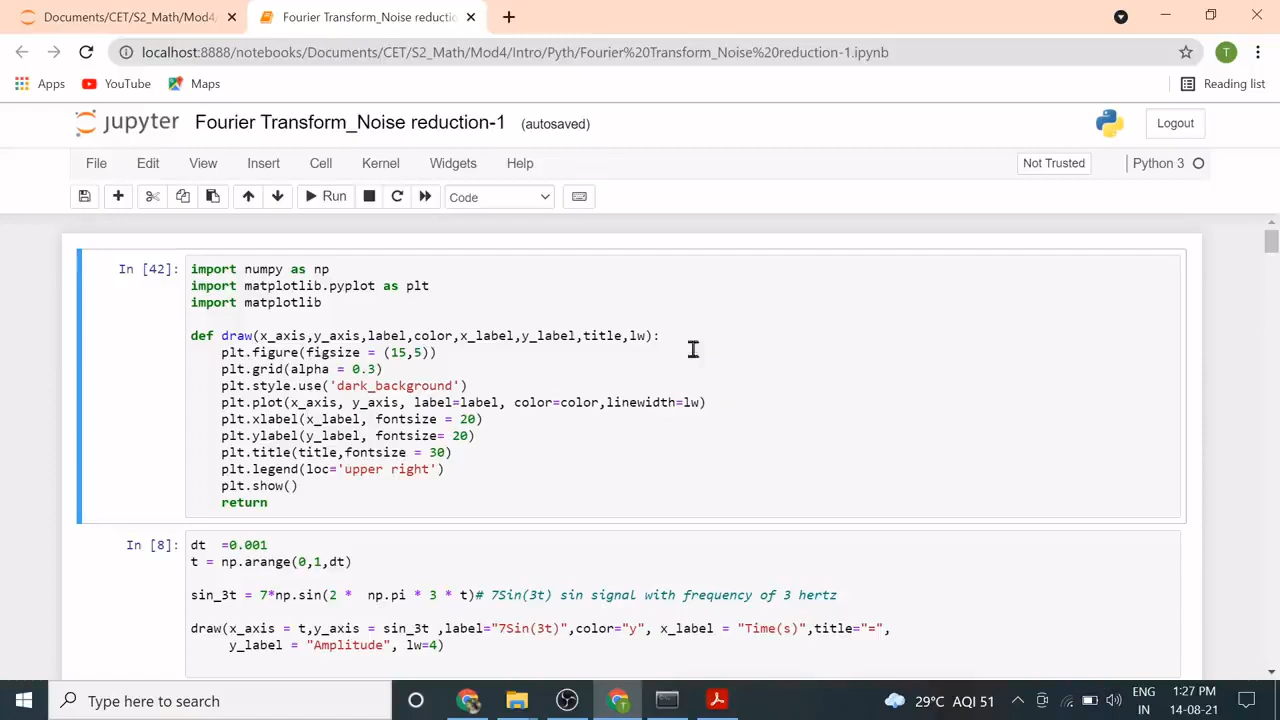 Documents/CET/S2_Math/Mod4/
Fourier Transform_Noise reductio
localhost:8888/notebooks/Documents/CET/S2_Math/Mod4/Intro/Pyth/Fourier%20Transform_Noise%20reduction-1.ipynb
T
Apps YouTube Maps Reading list
jupyter Fourier Transform_Noise reduction-1 (autosaved) Logout
File Edit View Insert Cell Kernel Widgets Help Not Trusted Python 3
Run Code
In [42]:
import numpy as np
import matplotlib.pyplot as plt
import matplotlib
def draw(x_axis,y_axis,label,color,x_label,y_label,title,lw):
plt.figure(figsize = (15,5))
plt.grid(alpha = 0.3)
plt.style.use('dark_background')
plt.plot(x_axis, y_axis, label=label, color=color,linewidth=lw)
plt.xlabel(x_label, fontsize = 20)
plt.ylabel(y_label, fontsize= 20)
plt.title(title,fontsize = 30)
plt.legend(loc='upper right')
plt.show()
return
In [8]:
dt  =0.001
t = np.arange(0,1,dt)
sin_3t = 7*np.sin(2 *  np.pi * 3 * t)# 7Sin(3t) sin signal with frequency of 3 hertz
draw(x_axis = t,y_axis = sin_3t ,label="7Sin(3t)",color="y", x_label = "Time(s)",title="=",
y_label = "Amplitude", lw=4)
Type here to search
T
29°C AQI 51
ENG
IN
1:27 PM
14-08-21